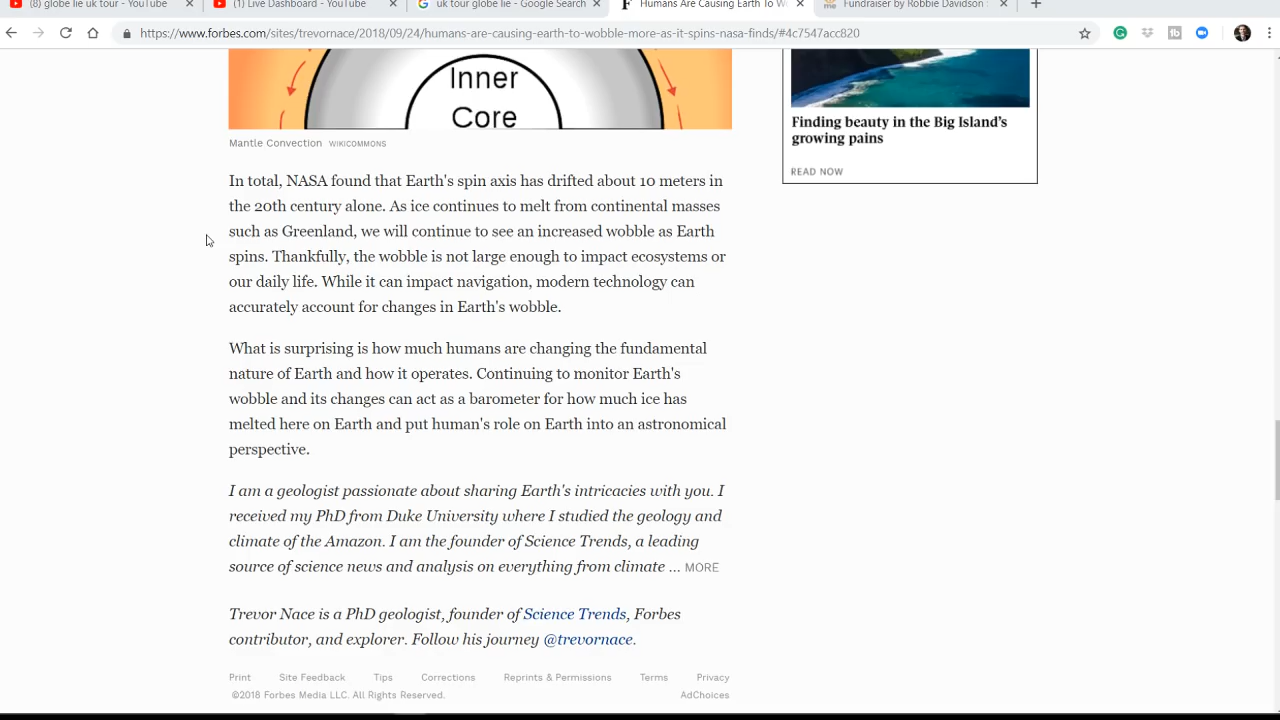 (8) globe lie uk tour - YouTube
(1) Live Dashboard - YouTube
uk tour globe lie - Google Search
Humans Are Causing Earth To W
Fundraiser by Robbie Davidson :
https://www.forbes.com/sites/trevornace/2018/09/24/humans-are-causing-earth-to-wobble-more-as-it-spins-nasa-finds/#4c7547acc820
Inner
Core
Mantle Convection WIKICOMMONS
In total, NASA found that Earth's spin axis has drifted about 10 meters in
the 20th century alone. As ice continues to melt from continental masses
such as Greenland, we will continue to see an increased wobble as Earth
spins. Thankfully, the wobble is not large enough to impact ecosystems or
our daily life. While it can impact navigation, modern technology can
accurately account for changes in Earth's wobble.
What is surprising is how much humans are changing the fundamental
nature of Earth and how it operates. Continuing to monitor Earth's
wobble and its changes can act as a barometer for how much ice has
melted here on Earth and put human's role on Earth into an astronomical
perspective.
I am a geologist passionate about sharing Earth's intricacies with you. I
received my PhD from Duke University where I studied the geology and
climate of the Amazon. I am the founder of Science Trends, a leading
source of science news and analysis on everything from climate ... MORE
Trevor Nace is a PhD geologist, founder of Science Trends, Forbes
contributor, and explorer. Follow his journey @trevornace.
Print Site Feedback Tips Corrections Reprints & Permissions Terms Privacy
©2018 Forbes Media LLC. All Rights Reserved. AdChoices
Finding beauty in the Big Island's
growing pains
READ NOW